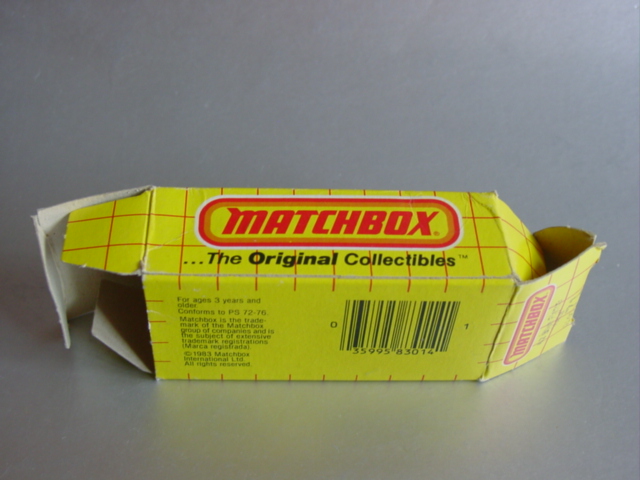 MATCHBOX®
...The Original Collectibles™
For ages 3 years and
older.
Conforms to PS 72-76.
Matchbox is the trade-
mark of the Matchbox
group of companies and is
the subject of extensive
trademark registrations
(Marca registrada).
©1983 Matchbox
International Ltd.
All rights reserved.
D
1
35995 83014
MATCHBOX